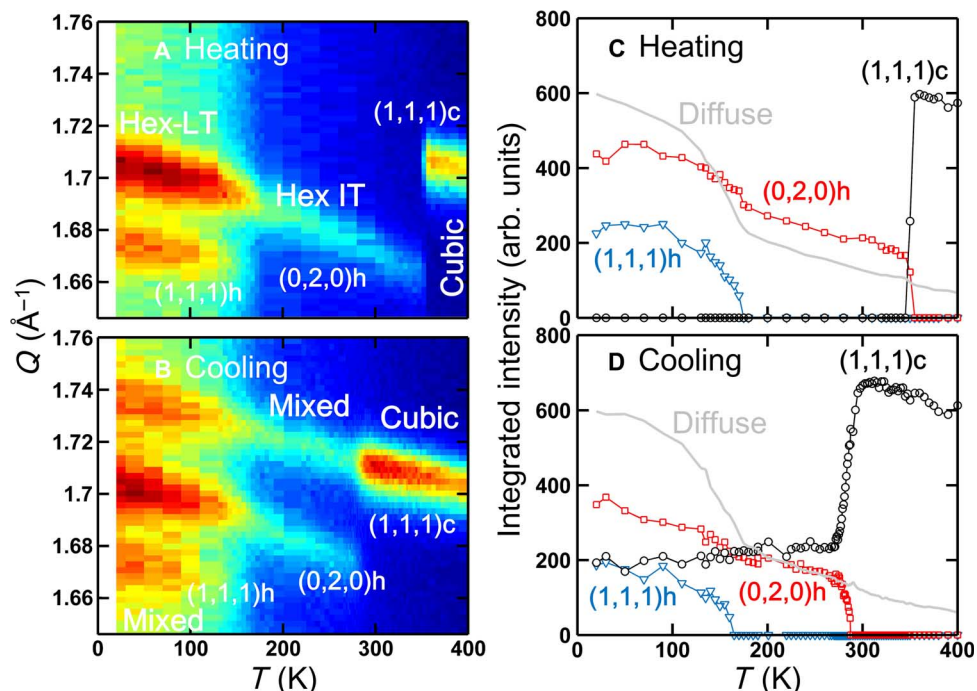 1.76
1.74
1.72
1.7
1.68
1.66
A Heating
Hex-LT
(1,1,1)c
Hex IT
(1,1,1)h
(0,2,0)h
Cubic
1.76
1.74
1.72
1.7
1.68
1.66
B Cooling
Mixed
Cubic
(1,1,1)c
(1,1,1)h
(0,2,0)h
Mixed
Q (Å⁻¹)
0
100
200
300
400
T (K)
800
600
400
200
0
C Heating
(1,1,1)c
Diffuse
(0,2,0)h
(1,1,1)h
800
600
400
200
0
D Cooling
(1,1,1)c
Diffuse
(0,2,0)h
(1,1,1)h
Integrated intensity (arb. units)
0
100
200
300
400
T (K)